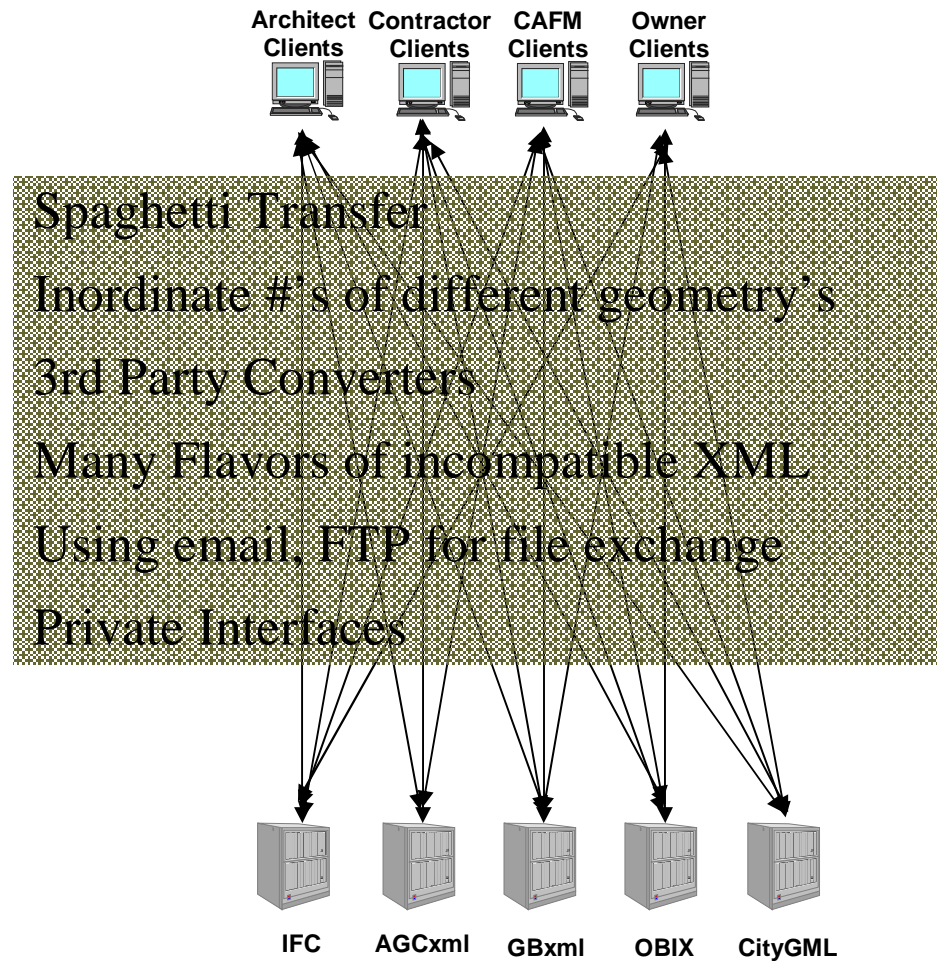 Architect Clients
Contractor Clients
CAFM Clients
Owner Clients
Spaghetti Transfer
Inordinate #'s of different geometry's
3rd Party Converters
Many Flavors of incompatible XML
Using email, FTP for file exchange
Private Interfaces
IFC
AGCxml
GBxml
OBIX
CityGML